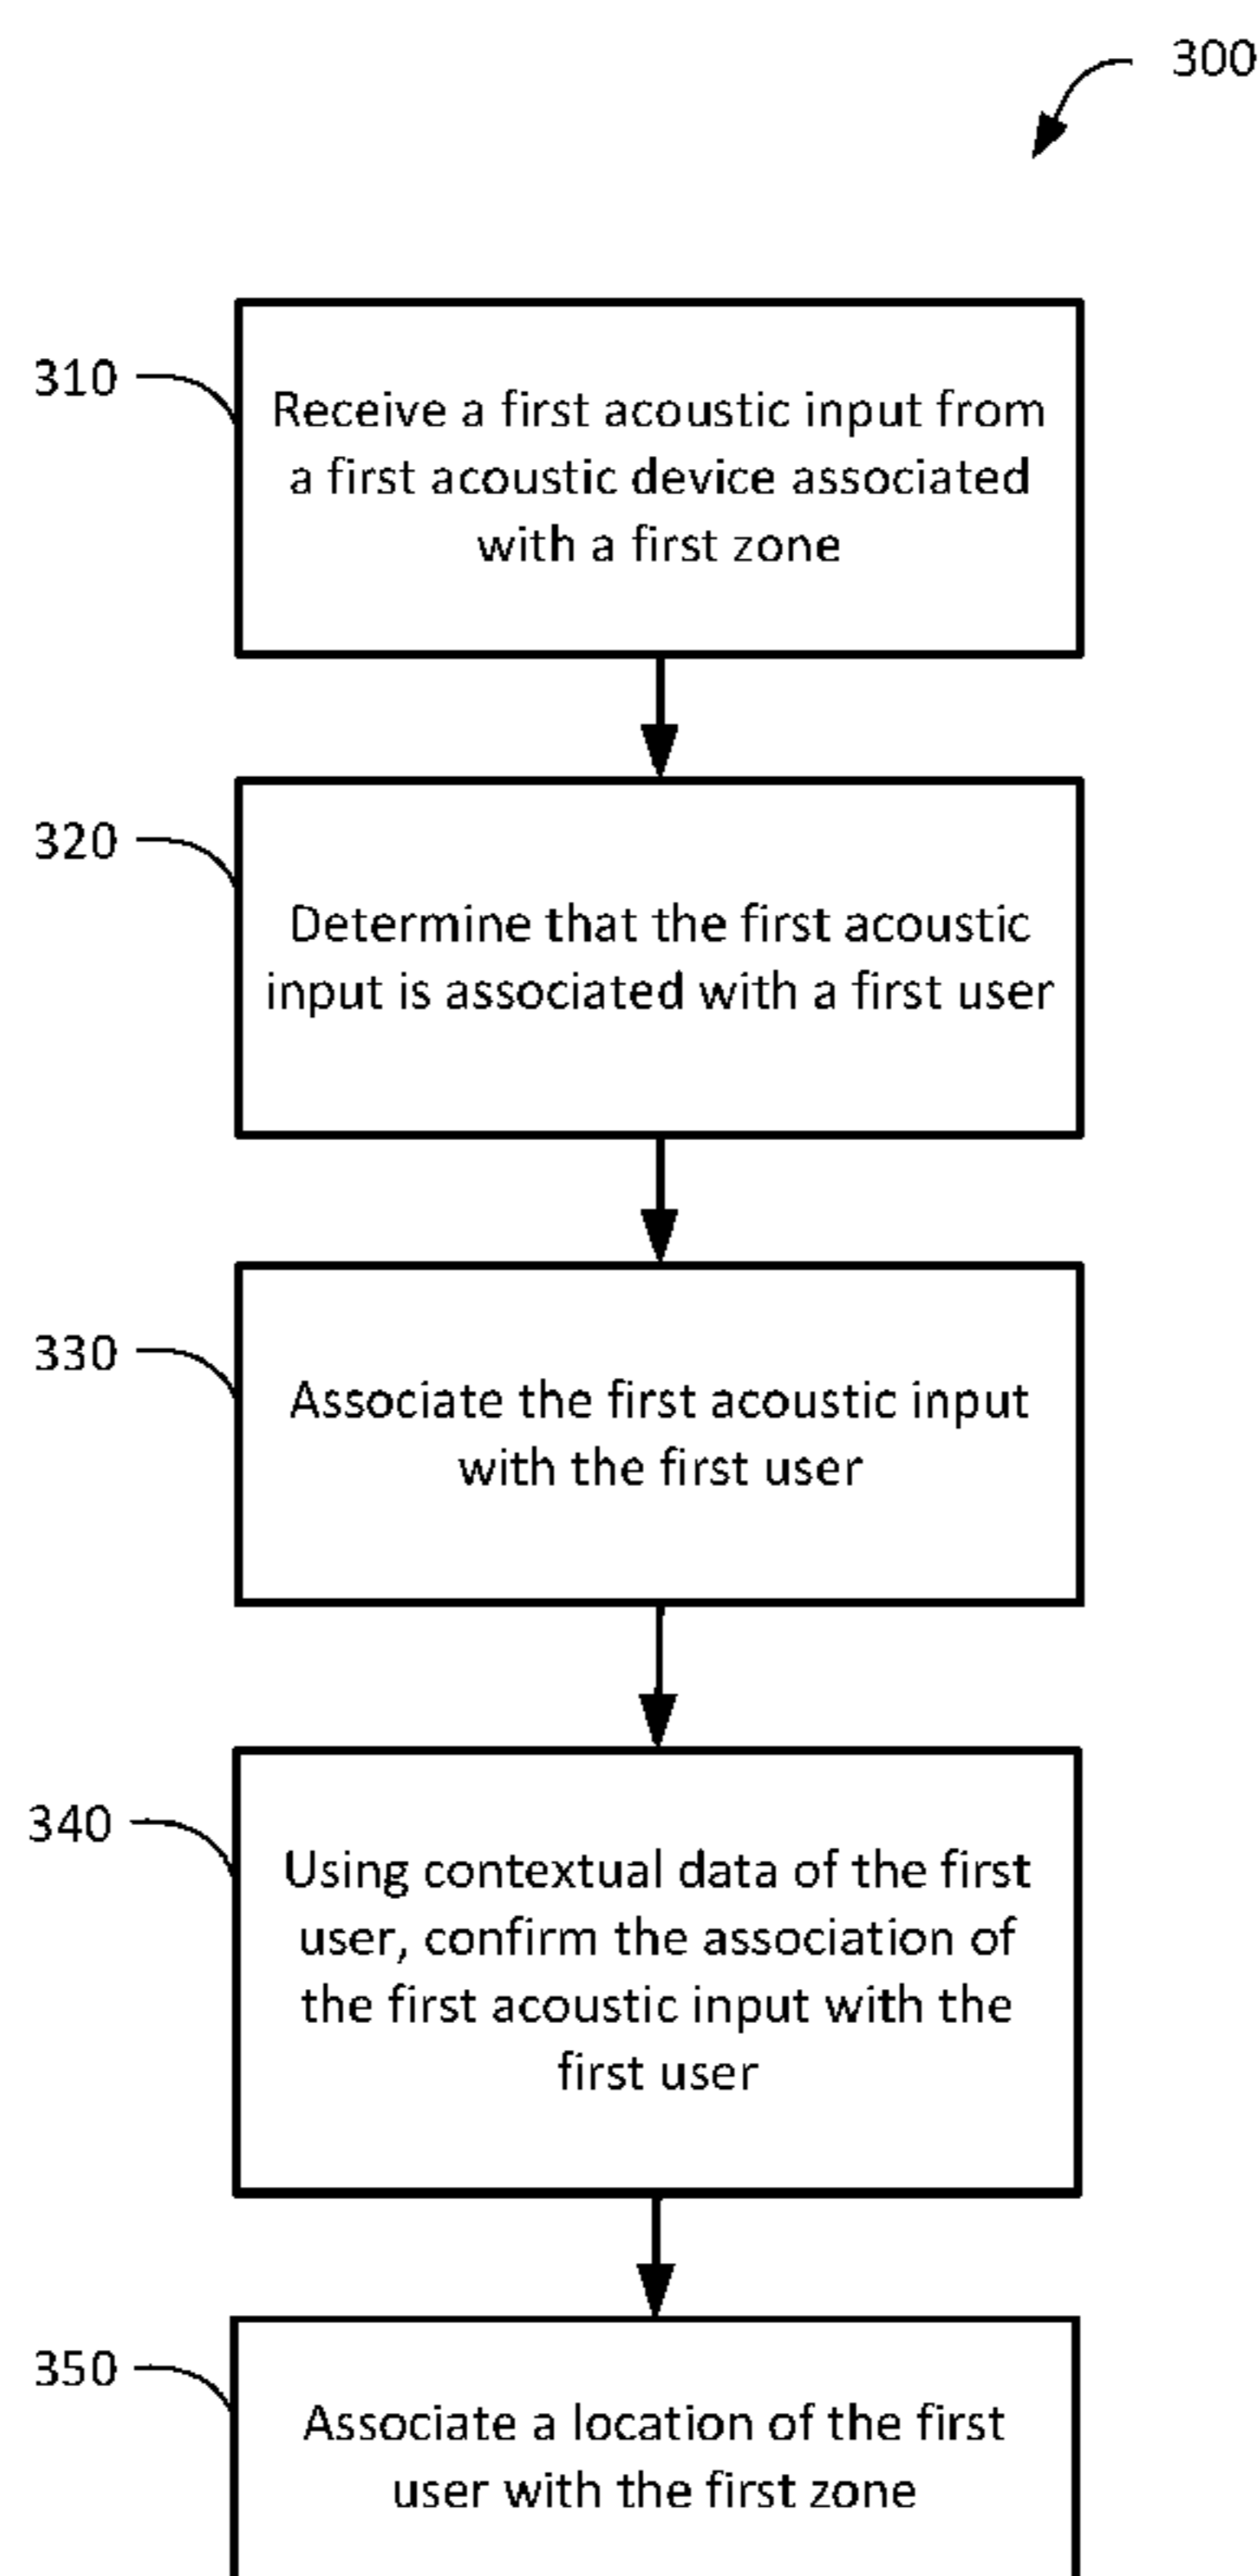 300
310
Receive a first acoustic input from
a first acoustic device associated
with a first zone
320
Determine that the first acoustic
input is associated with a first user
330
Associate the first acoustic input
with the first user
340
Using contextual data of the first
user, confirm the association of
the first acoustic input with the
first user
350
Associate a location of the first
user with the first zone